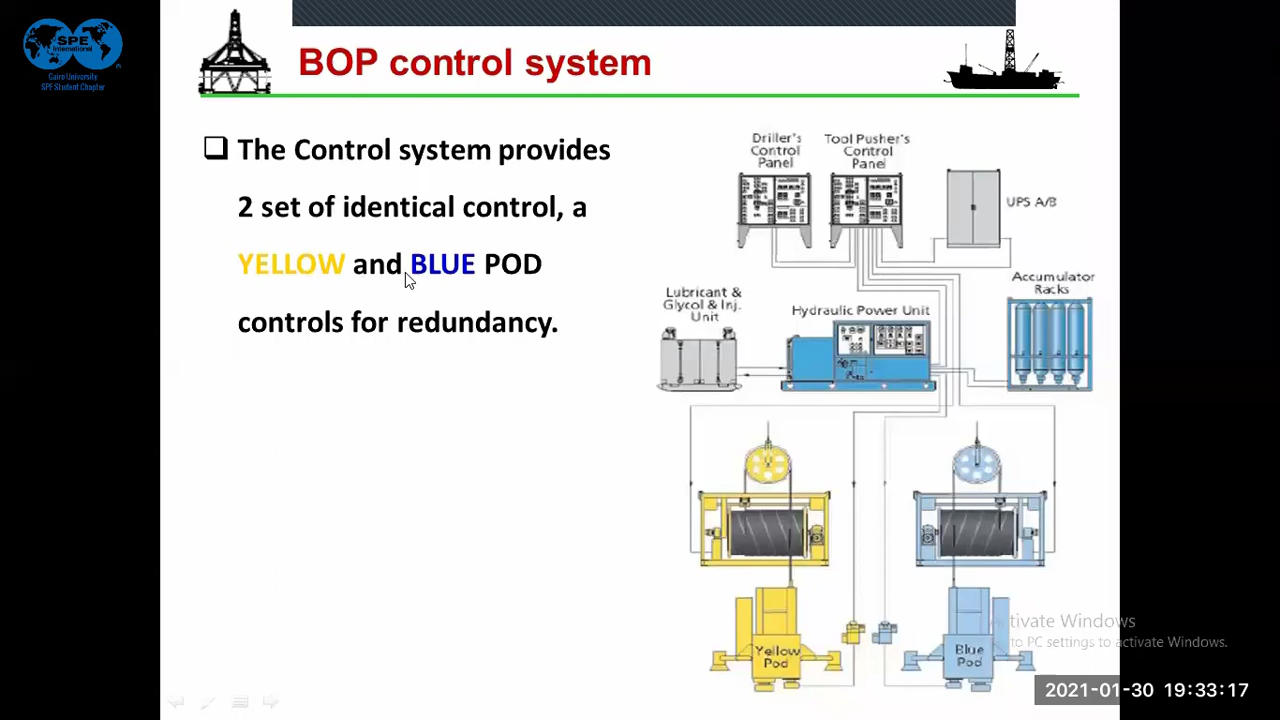 SPE
International
Cairo University
SPE Student Chapter
BOP control system
The Control system provides
2 set of identical control, a
YELLOW and BLUE POD
controls for redundancy.
Driller's
Control
Panel
Tool Pusher's
Control
Panel
UPS A/B
Accumulator
Racks
Lubricant &
Glycol & Inj.
Unit
Hydraulic Power Unit
Yellow
Pod
Blue
Pod
ctivate Windows
to PC settings to activate Windows.
2021-01-30 19:33:17